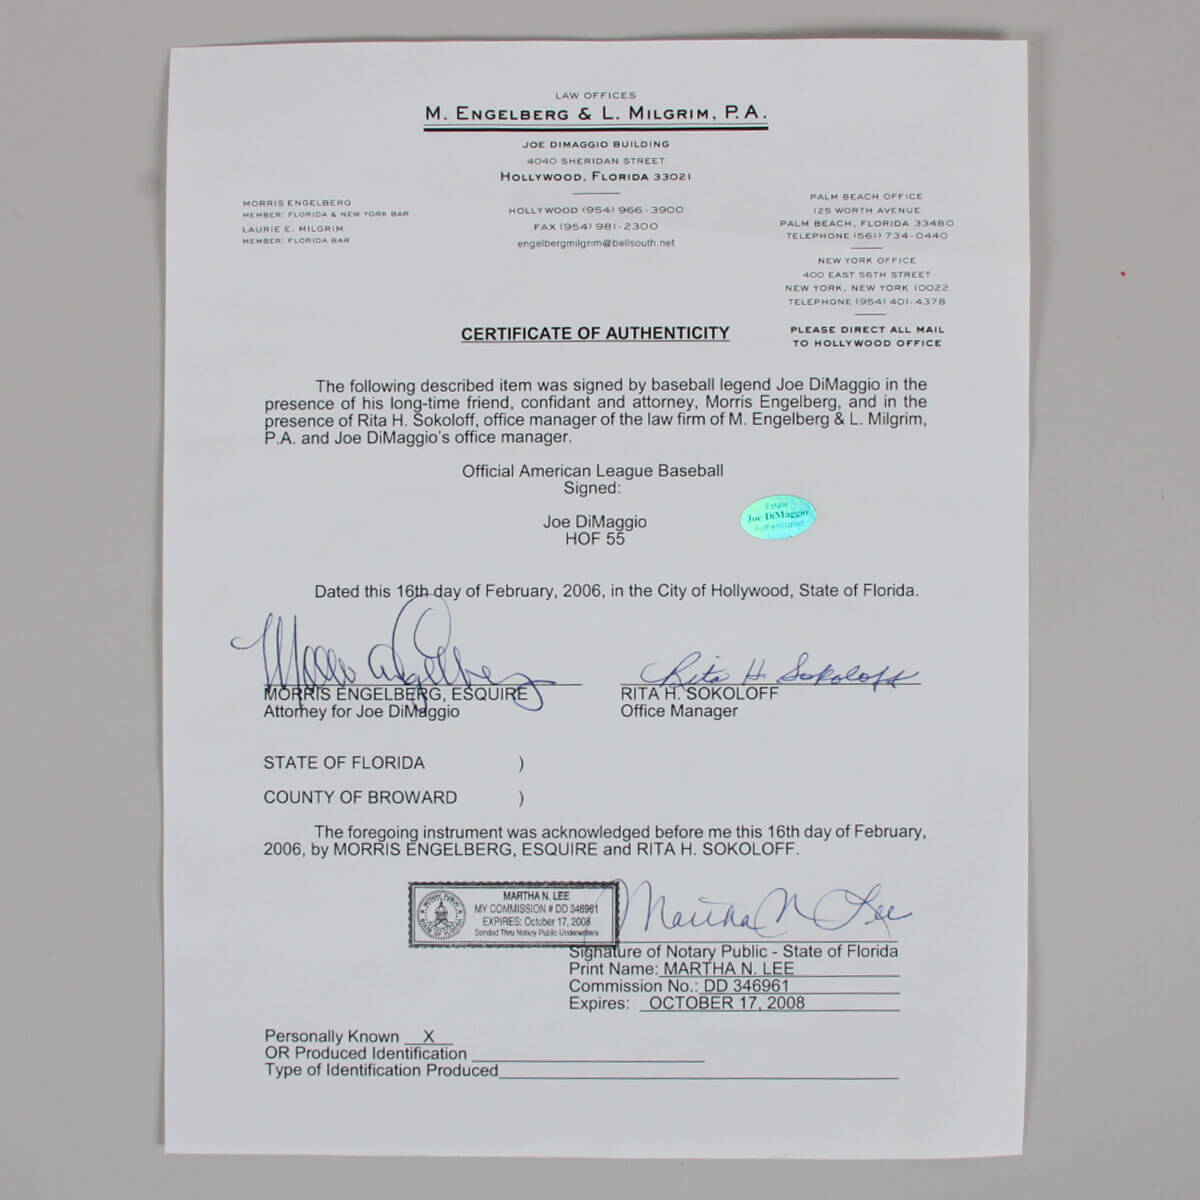 LAW OFFICES
M. ENGELBERG & L. MILGRIM, P.A.
JOE DIMAGGIO BUILDING
4040 SHERIDAN STREET
HOLLYWOOD, FLORIDA 33021
MORRIS ENGELBERG
MEMBER: FLORIDA & NEW YORK BAR
LAURIE E. MILGRIM
MEMBER: FLORIDA BAR
HOLLYWOOD (954) 966-3900
FAX (954) 981-2300
engelbergmilgrim@bellsouth.net
PALM BEACH OFFICE
125 WORTH AVENUE
PALM BEACH, FLORIDA 33480
TELEPHONE (561) 734-0440
NEW YORK OFFICE
400 EAST 56TH STREET
NEW YORK, NEW YORK 10022
TELEPHONE (954) 401-4378
PLEASE DIRECT ALL MAIL
TO HOLLYWOOD OFFICE
CERTIFICATE OF AUTHENTICITY
The following described item was signed by baseball legend Joe DiMaggio in the
presence of his long-time friend, confidant and attorney, Morris Engelberg, and in the
presence of Rita H. Sokoloff, office manager of the law firm of M. Engelberg & L. Milgrim,
P.A. and Joe DiMaggio's office manager.
Official American League Baseball
Signed:
Joe DiMaggio
HOF 55
Estate
Joe DiMaggio
Authenticated
Dated this 16th day of February, 2006, in the City of Hollywood, State of Florida.
Morris Engelberg
Rita H. Sokoloff
MORRIS ENGELBERG, ESQUIRE
Attorney for Joe DiMaggio
RITA H. SOKOLOFF
Office Manager
STATE OF FLORIDA )
COUNTY OF BROWARD )
The foregoing instrument was acknowledged before me this 16th day of February,
2006, by MORRIS ENGELBERG, ESQUIRE and RITA H. SOKOLOFF.
MARTHA N. LEE
MY COMMISSION # DD 346961
EXPIRES: October 17, 2008
Bonded Thru Notary Public Underwriters
Martha N Lee
Signature of Notary Public - State of Florida
Print Name: MARTHA N. LEE
Commission No.: DD 346961
Expires: OCTOBER 17, 2008
Personally Known X
OR Produced Identification
Type of Identification Produced